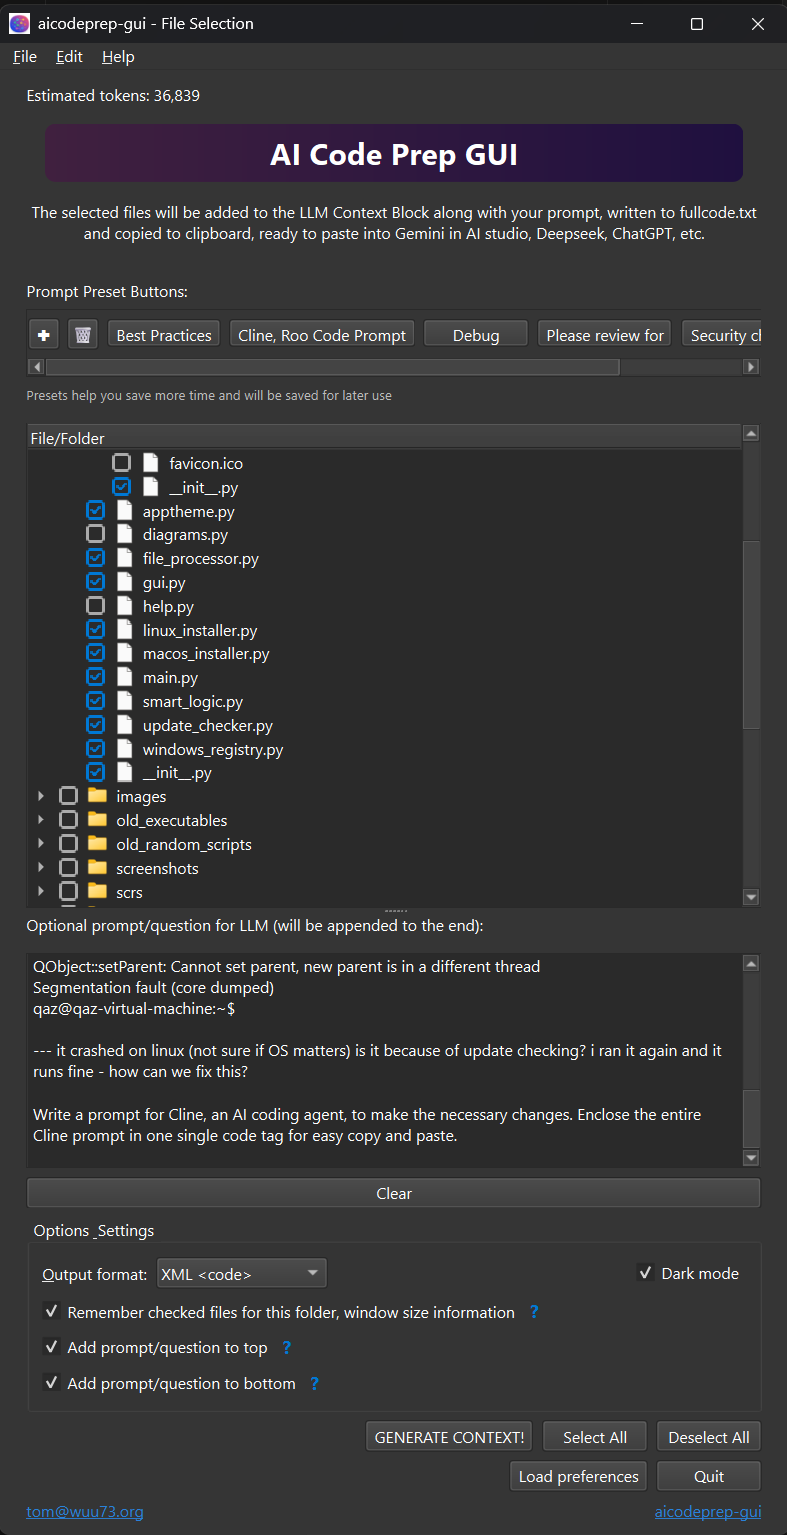 aicodeprep-gui - File Selection
File Edit Help
Estimated tokens: 36,839
AI Code Prep GUI
The selected files will be added to the LLM Context Block along with your prompt, written to fullcode.txt
and copied to clipboard, ready to paste into Gemini in AI studio, Deepseek, ChatGPT, etc.
Prompt Preset Buttons:
Best Practices Cline, Roo Code Prompt Debug Please review for Security ch
Presets help you save more time and will be saved for later use
File/Folder
favicon.ico
__init__.py
apptheme.py
diagrams.py
file_processor.py
gui.py
help.py
linux_installer.py
macos_installer.py
main.py
smart_logic.py
update_checker.py
windows_registry.py
__init__.py
images
old_executables
old_random_scripts
screenshots
scrs
Optional prompt/question for LLM (will be appended to the end):
QObject::setParent: Cannot set parent, new parent is in a different thread
Segmentation fault (core dumped)
qaz@qaz-virtual-machine:~$
--- it crashed on linux (not sure if OS matters) is it because of update checking? i ran it again and it
runs fine - how can we fix this?
Write a prompt for Cline, an AI coding agent, to make the necessary changes. Enclose the entire
Cline prompt in one single code tag for easy copy and paste.
Clear
Options _Settings
Output format: XML <code> Dark mode
Remember checked files for this folder, window size information ?
Add prompt/question to top ?
Add prompt/question to bottom ?
GENERATE CONTEXT! Select All Deselect All
Load preferences Quit
tom@wuu73.org aicodeprep-gui